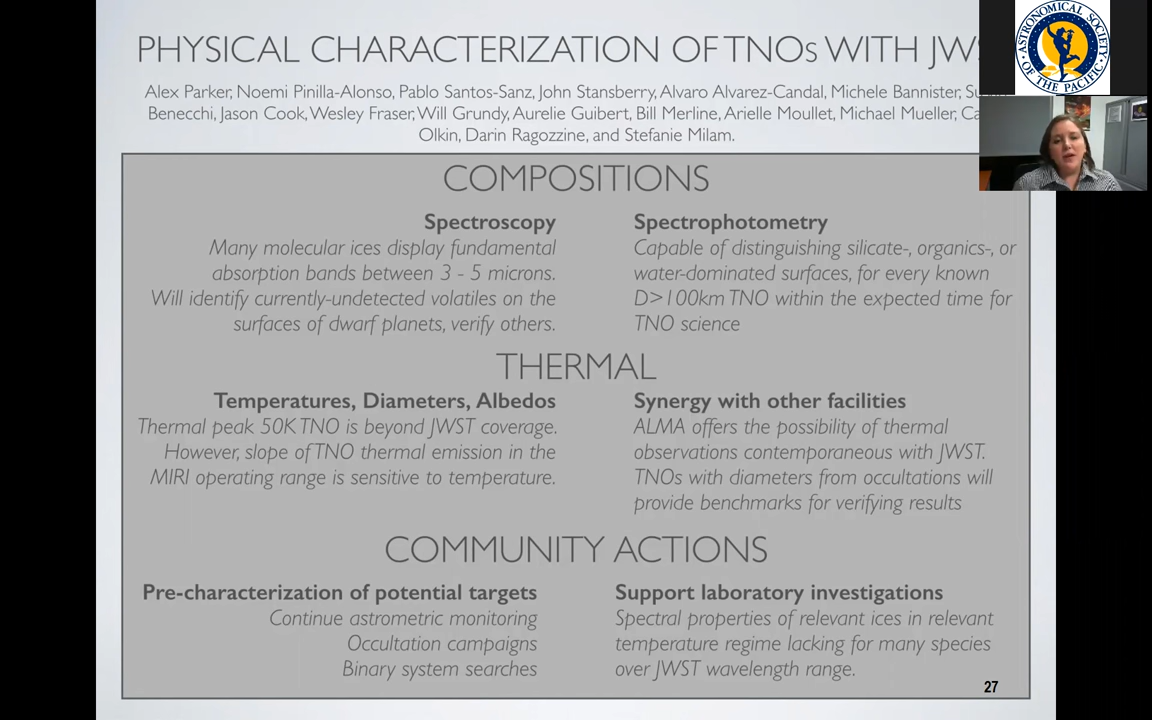 PHYSICAL CHARACTERIZATION OF TNOs WITH JWS
Alex Parker, Noemi Pinilla-Alonso, Pablo Santos-Sanz, John Stansberry, Alvaro Alvarez-Candal, Michele Bannister,
Benecchi, Jason Cook, Wesley Fraser, Will Grundy, Aurelie Guibert, Bill Merline, Arielle Moullet, Michael Mueller,
Olkin, Darin Ragozzine, and Stefanie Milam.
ASTRONOMICAL SOCIETY
OF THE PACIFIC
COMPOSITIONS
Spectroscopy
Many molecular ices display fundamental
absorption bands between 3 - 5 microns.
Will identify currently-undetected volatiles on the
surfaces of dwarf planets, verify others.
Spectrophotometry
Capable of distinguishing silicate-, organics-, or
water-dominated surfaces, for every known
D>100km TNO within the expected time for
TNO science
THERMAL
Temperatures, Diameters, Albedos
Thermal peak 50K TNO is beyond JWST coverage.
However, slope of TNO thermal emission in the
MIRI operating range is sensitive to temperature.
Synergy with other facilities
ALMA offers the possibility of thermal
observations contemporaneous with JWST.
TNOs with diameters from occultations will
provide benchmarks for verifying results
COMMUNITY ACTIONS
Pre-characterization of potential targets
Continue astrometric monitoring
Occultation campaigns
Binary system searches
Support laboratory investigations
Spectral properties of relevant ices in relevant
temperature regime lacking for many species
over JWST wavelength range.
27